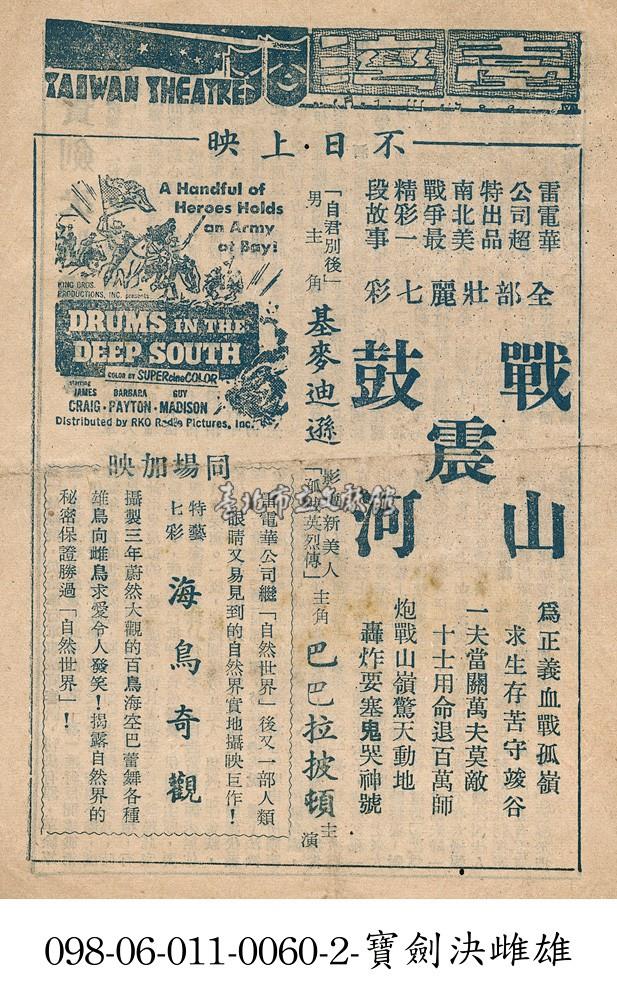 臺灣
TAIWAN THEATRE
不日・上映
雷電華
公司超
特出品
南北美
戰爭最
精彩一
段故事
全部壯麗七彩
戰鼓震山河
為正義血戰孤嶺
求生存苦守竣谷
一夫當關萬夫莫敵
十士用命退百萬師
炮戰山嶺驚天動地
轟炸要塞鬼哭神號
「自君別後」
男主角
基麥迪遜
影壇新美人
英烈傳」
主角
巴巴拉披頓
主演
A Handful of
Heroes Holds
an Army
at Bay!
KING BROS.
PRODUCTIONS, INC. presents
DRUMS IN THE
DEEP SOUTH
COLOR BY SUPERcineCOLOR
starring
JAMES BARBARA GUY
CRAIG · PAYTON · MADISON
Distributed by RKO Radio Pictures, Inc.
同場加映
雷電華公司繼「自然世界」後又一部人類
眼睛又易見到的自然界實地攝映巨作！
特藝
七彩
海鳥奇觀
攝製三年蔚然大觀的百鳥海空巴蕾舞各種
雄鳥向雌鳥求愛令人發笑！揭露自然界的
秘密保證勝過「自然世界」！
臺北市立文獻館
098-06-011-0060-2-寶劍決雌雄